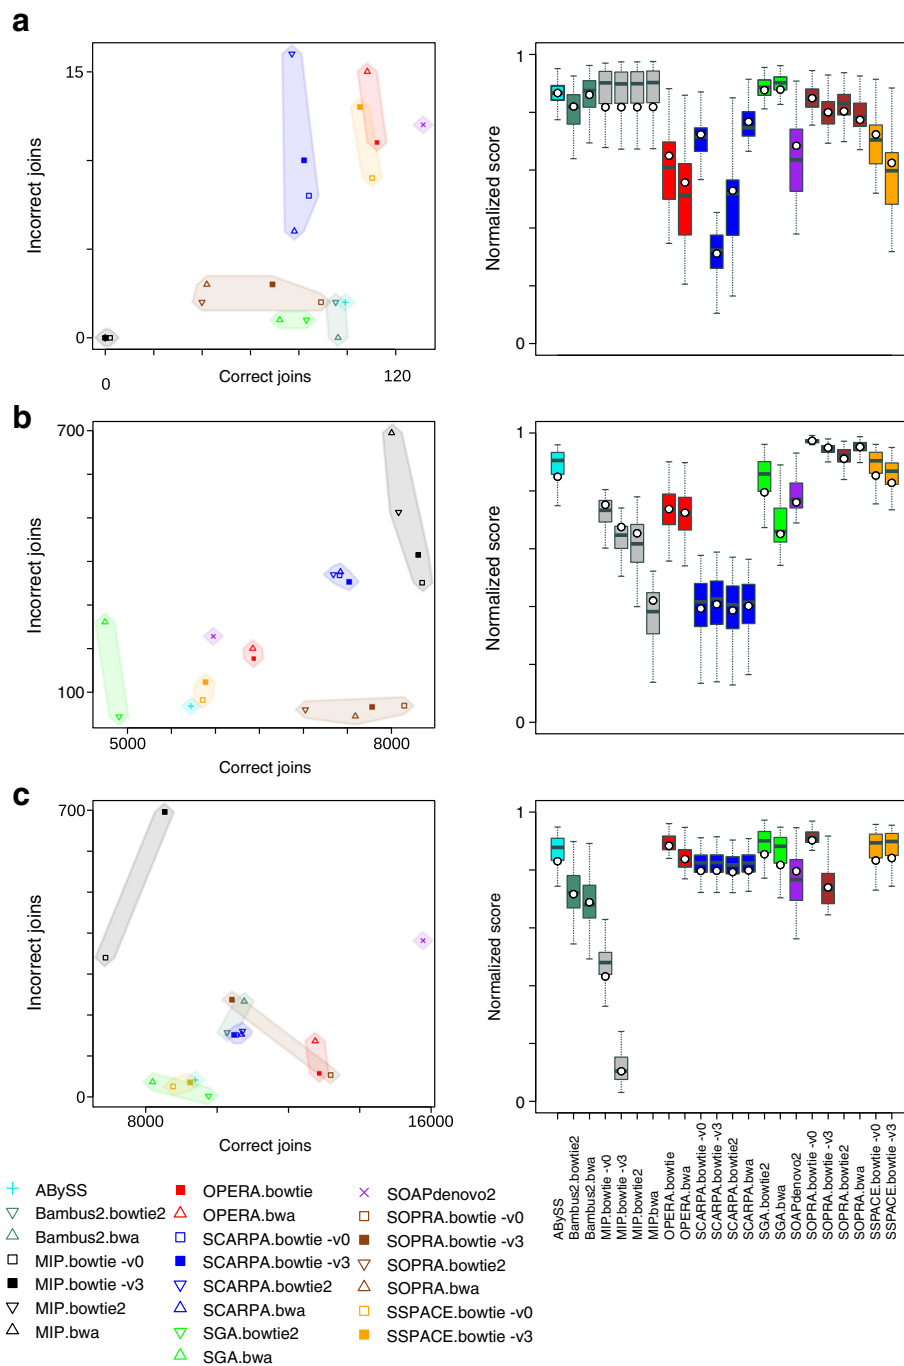 a
15
0
Incorrect joins
0
Correct joins
120
1
0
Normalized score
b
700
100
Incorrect joins
5000
8000
Correct joins
1
0
Normalized score
c
700
0
Incorrect joins
8000
16000
Correct joins
1
0
Normalized score
ABySS
Bambus2.bowtie2
Bambus2.bwa
MIP.bowtie -v0
MIP.bowtie -v3
MIP.bowtie2
MIP.bwa
OPERA.bowtie
OPERA.bwa
SCARPA.bowtie -v0
SCARPA.bowtie -v3
SCARPA.bowtie2
SCARPA.bwa
SGA.bowtie2
SGA.bwa
SOAPdenovo2
SOPRA.bowtie -v0
SOPRA.bowtie -v3
SOPRA.bowtie2
SOPRA.bwa
SSPACE.bowtie -v0
SSPACE.bowtie -v3
ABySS
Bambus2.bowtie2
Bambus2.bwa
MIP.bowtie -v0
MIP.bowtie -v3
MIP.bowtie2
MIP.bwa
OPERA.bowtie
OPERA.bwa
SCARPA.bowtie -v0
SCARPA.bowtie -v3
SCARPA.bowtie2
SCARPA.bwa
SGA.bowtie2
SGA.bwa
SOAPdenovo2
SOPRA.bowtie -v0
SOPRA.bowtie -v3
SOPRA.bowtie2
SOPRA.bwa
SSPACE.bowtie -v0
SSPACE.bowtie -v3